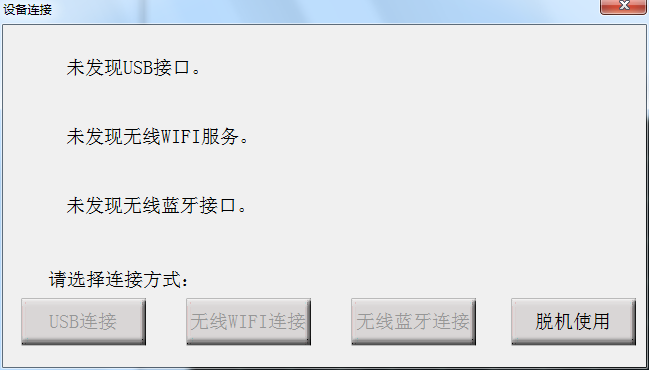 设备连接
未发现USB接口。
未发现无线WIFI服务。
未发现无线蓝牙接口。
请选择连接方式：
USB连接 无线WIFI连接 无线蓝牙连接 脱机使用